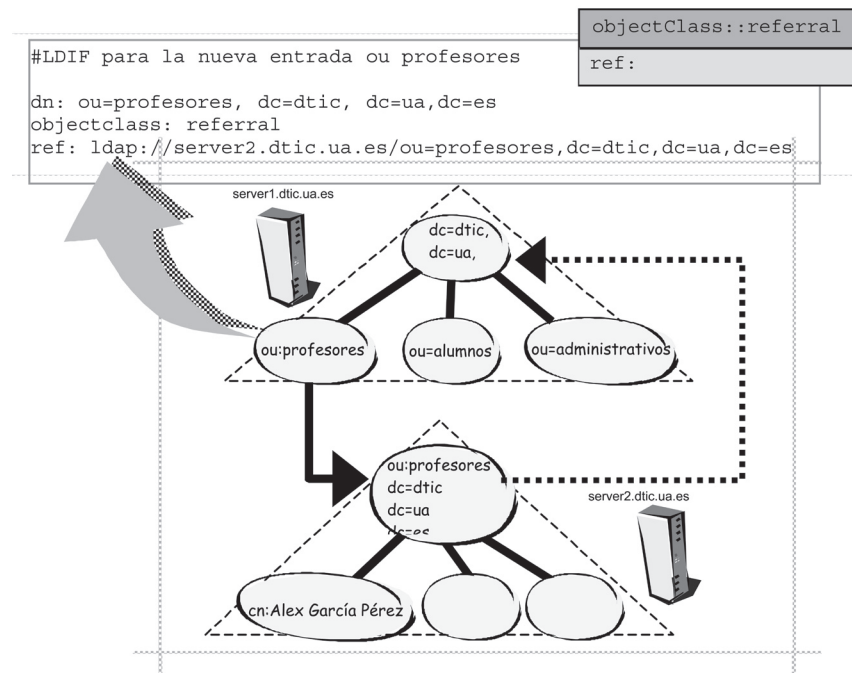 objectClass::referral
ref:
#LDIF para la nueva entrada ou profesores
dn: ou=profesores, dc=dtic, dc=ua,dc=es
objectclass: referral
ref: ldap://server2.dtic.ua.es/ou=profesores,dc=dtic,dc=ua,dc=es
server1.dtic.ua.es
dc=dtic,
dc=ua,
ou:profesores
ou=alumnos
ou=administrativos
ou:profesores
dc=dtic
dc=ua
dc=es
server2.dtic.ua.es
cn:Alex García Pérez